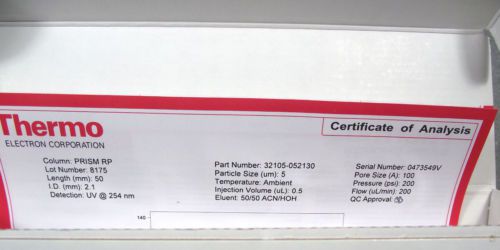 Thermo
ELECTRON CORPORATION
Certificate of Analysis
Column: PRISM RP
Lot Number: 8175
Length (mm): 50
I.D. (mm): 2.1
Detection: UV @ 254 nm
Part Number: 32105-052130
Particle Size (um): 5
Temperature: Ambient
Injection Volume (uL): 0.5
Eluent: 50/50 ACN/HOH
Serial Number: 0473549V
Pore Size (A): 100
Pressure (psi): 200
Flow (uL/min): 200
QC Approval:
140